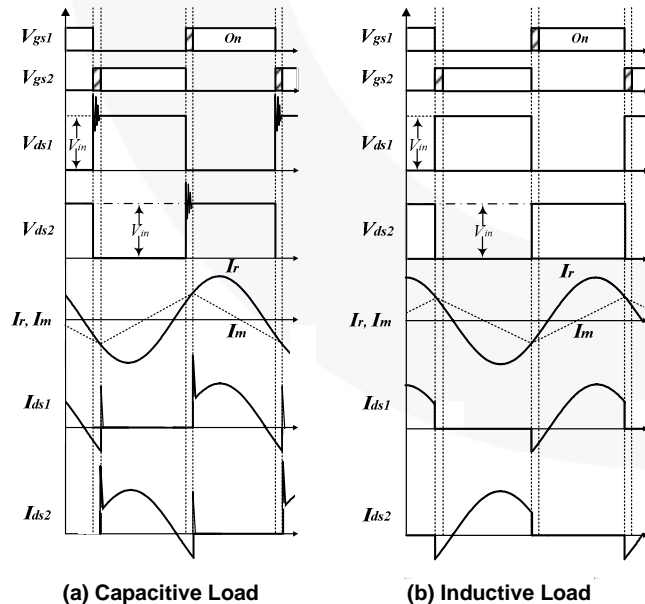 Vgs1
On
Vgs2
Vds1
Vin
Vds2
Vin
Ir
Ir, Im
Im
Ids1
Ids2
(a) Capacitive Load
Vgs1
On
Vgs2
Vds1
Vin
Vds2
Vin
Ir
Ir, Im
Im
Ids1
Ids2
(b) Inductive Load